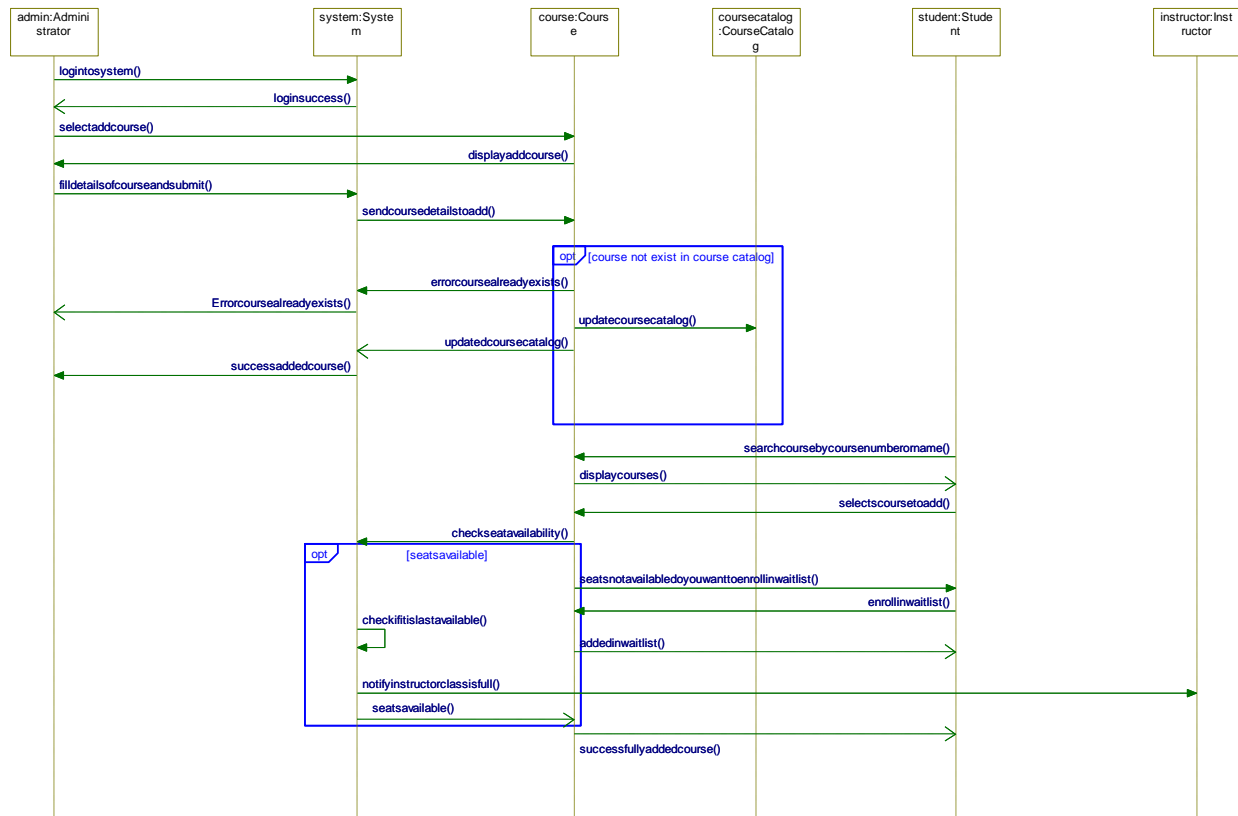 admin:Admini
strator
system:Syste
m
course:Cours
e
coursecatalog
:CourseCatalo
g
student:Stude
nt
instructor:Inst
ructor
logintosystem()
loginsuccess()
selectaddcourse()
displayaddcourse()
filldetailsofcourseandsubmit()
sendcoursedetailstoadd()
opt [course not exist in course catalog]
errorcoursealreadyexists()
Errorcoursealreadyexists()
updatecoursecatalog()
updatedcoursecatalog()
successaddedcourse()
searchcoursebycoursenumberorname()
displaycourses()
selectscoursetoadd()
checkseatavailability()
opt [seatsavailable]
seatsnotavailabledoyouwanttoenrollinwaitlist()
enrollinwaitlist()
checkifitislastavailable()
addedinwaitlist()
notifyinstructorclassisfull()
seatsavailable()
successfullyaddedcourse()